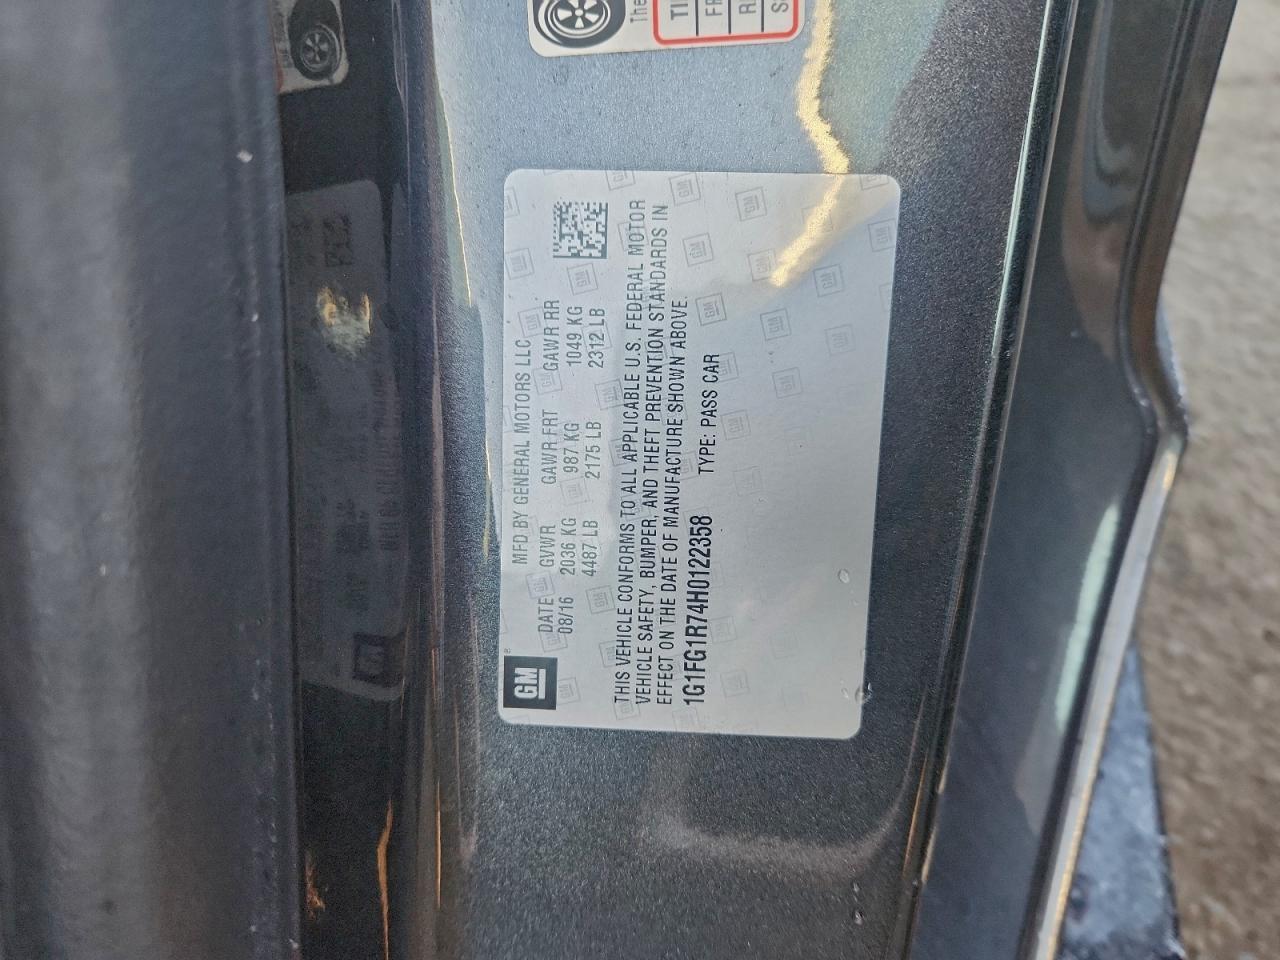 GM
MFD BY GENERAL MOTORS LLC
DATE GVWR GAWR FRT GAWR RR
08/16 2036 KG 987 KG 1049 KG
4487 LB 2175 LB 2312 LB
THIS VEHICLE CONFORMS TO ALL APPLICABLE U.S. FEDERAL MOTOR
VEHICLE SAFETY, BUMPER, AND THEFT PREVENTION STANDARDS IN
EFFECT ON THE DATE OF MANUFACTURE SHOWN ABOVE.
1G1FG1R74H0122358 TYPE: PASS CAR